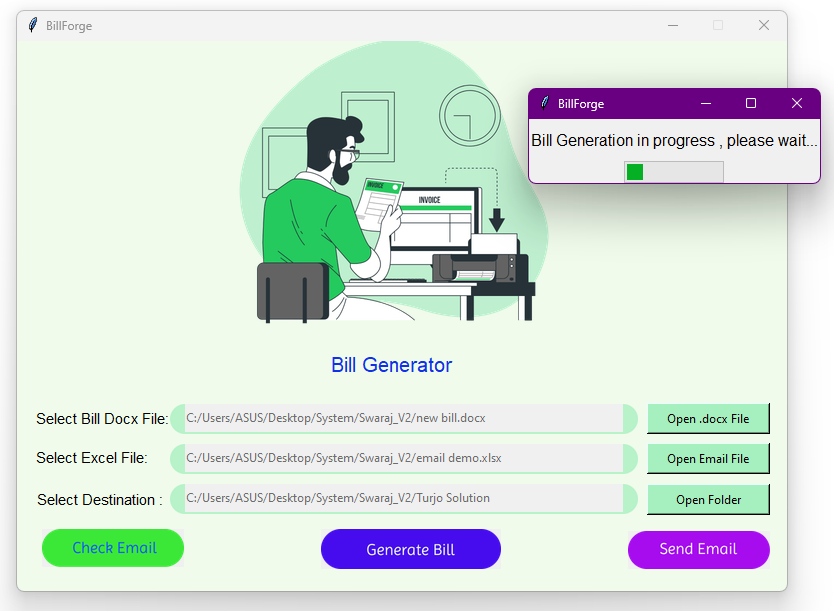 BillForge
BillForge
Bill Generation in progress , please wait...
INVOICE
INVOICE
Bill Generator
Select Bill Docx File:
C:/Users/ASUS/Desktop/System/Swaraj_V2/new bill.docx
Open .docx File
Select Excel File:
C:/Users/ASUS/Desktop/System/Swaraj_V2/email demo.xlsx
Open Email File
Select Destination :
C:/Users/ASUS/Desktop/System/Swaraj_V2/Turjo Solution
Open Folder
Check Email
Generate Bill
Send Email